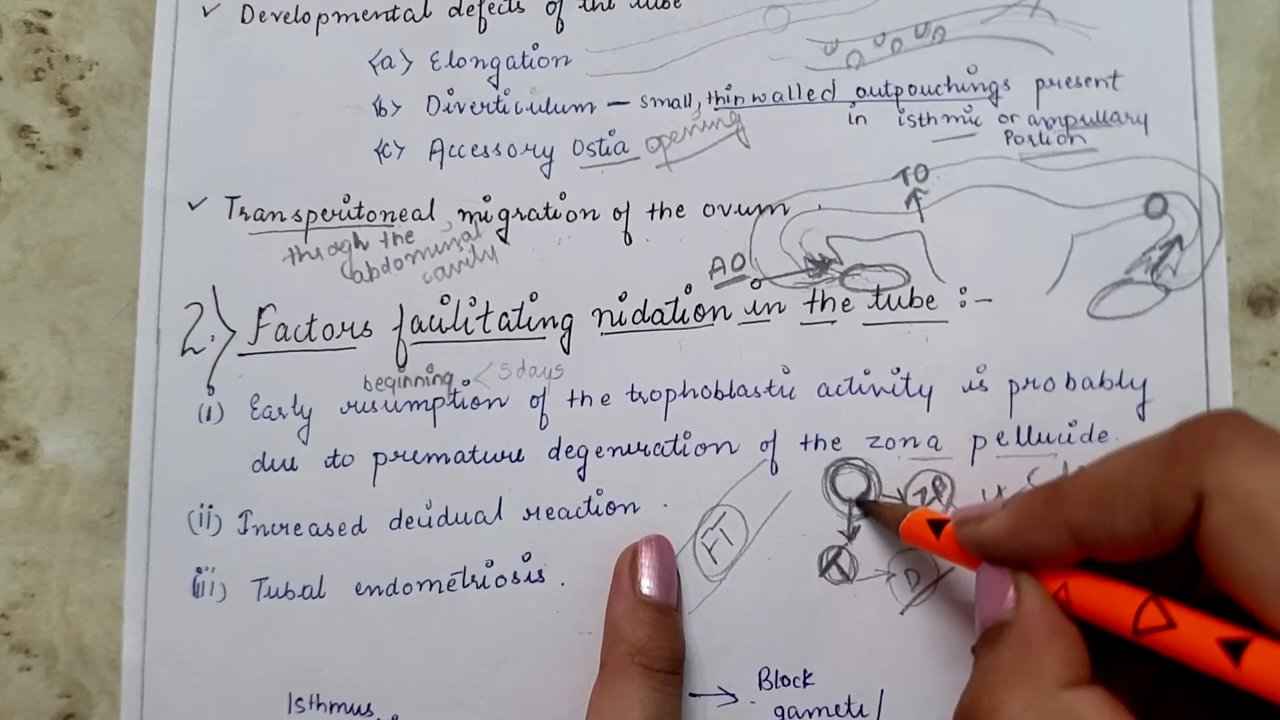 ✓ Developmental defects of the tube
(a) Elongation
(b) Diverticulum – small, thin walled outpouchings present
in isthmic or ampullary
Portion
(c) Accessory Ostia opening
TO
✓ Transperitoneal migration of the ovum
through the
abdominal
cavity
AO
2.) Factors facilitating nidation in the tube :-
beginning < 5 days
(i) Early resumption of the trophoblastic activity is probably
due to premature degeneration of the zona pellucide.
ZP
(ii) Increased decidual reaction.
FT
D
(iii) Tubal endometriosis.
Block
Isthmus
gamete/